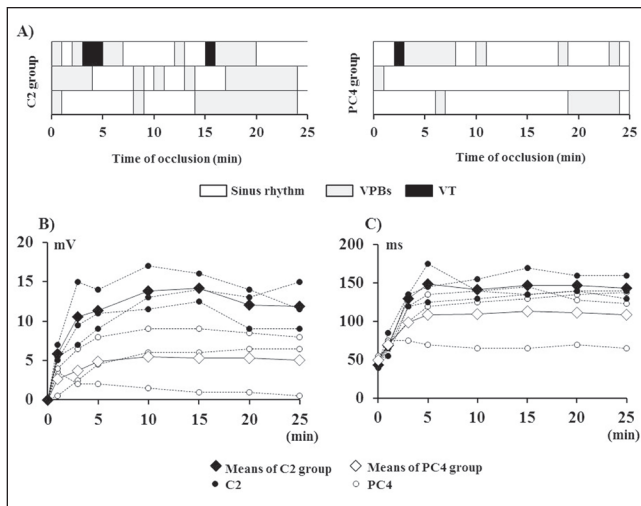 A)
C2 group
0 5 10 15 20 25
Time of occlusion (min)
PC4 group
0 5 10 15 20 25
Time of occlusion (min)
Sinus rhythm VPBs VT
B)
mV
20
15
10
5
0
0 5 10 15 20 25
(min)
C)
ms
200
150
100
50
0
0 5 10 15 20 25
(min)
Means of C2 group Means of PC4 group
C2 PC4